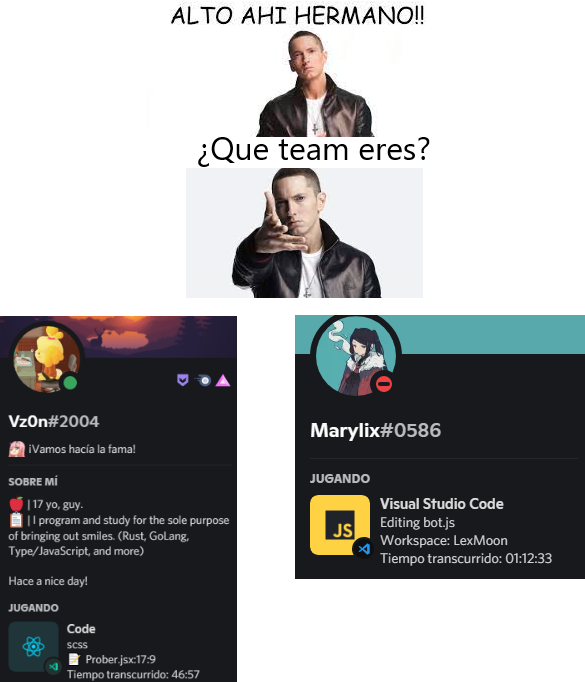 ALTO AHI HERMANO!!
¿Que team eres?
Vz0n#2004
¡Vamos hacía la fama!
SOBRE MÍ
| 17 yo, guy.
| I program and study for the sole purpose
of bringing out smiles. (Rust, GoLang,
Type/JavaScript, and more)
Hace a nice day!
JUGANDO
Code
scss
Prober.jsx:17:9
Tiempo transcurrido: 46:57
Marylix#0586
JUGANDO
JS
Visual Studio Code
Editing bot.js
Workspace: LexMoon
Tiempo transcurrido: 01:12:33